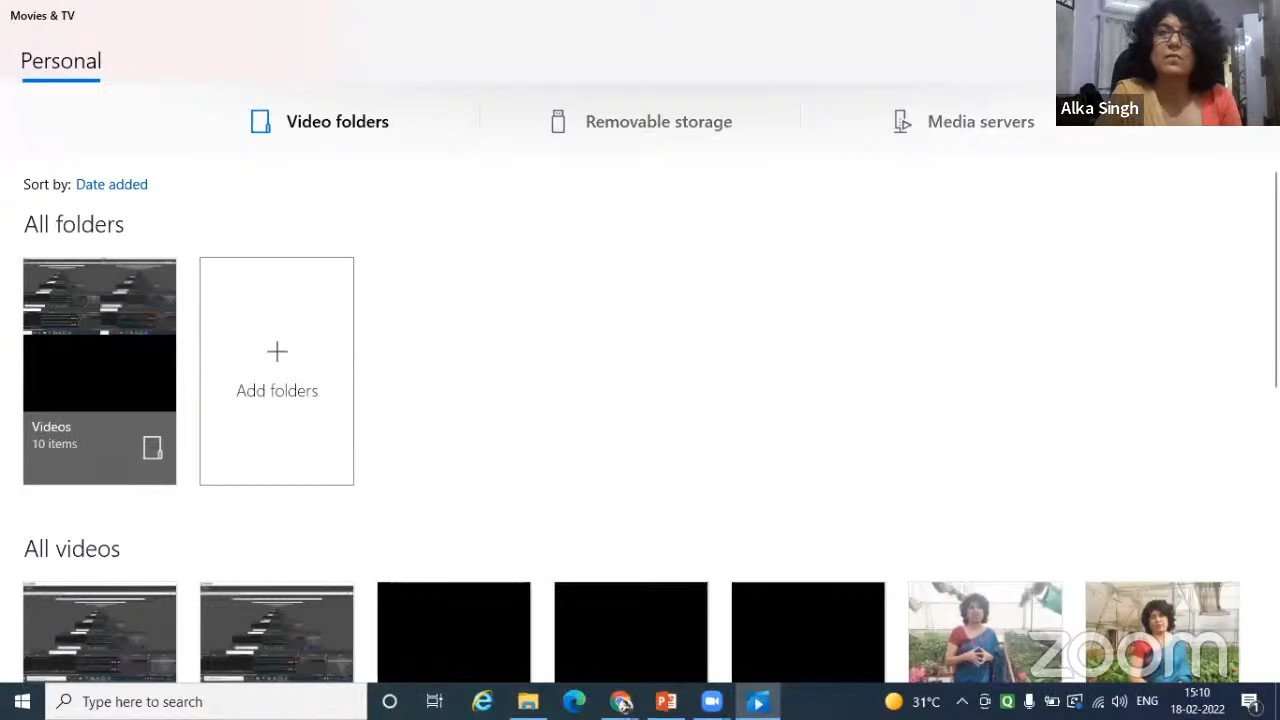 Movies & TV
Personal
Alka Singh
Video folders
Removable storage
Media servers
Sort by: Date added
All folders
Add folders
Videos
10 items
All videos
zoom
Type here to search
31°C
ENG
15:10
18-02-2022
1